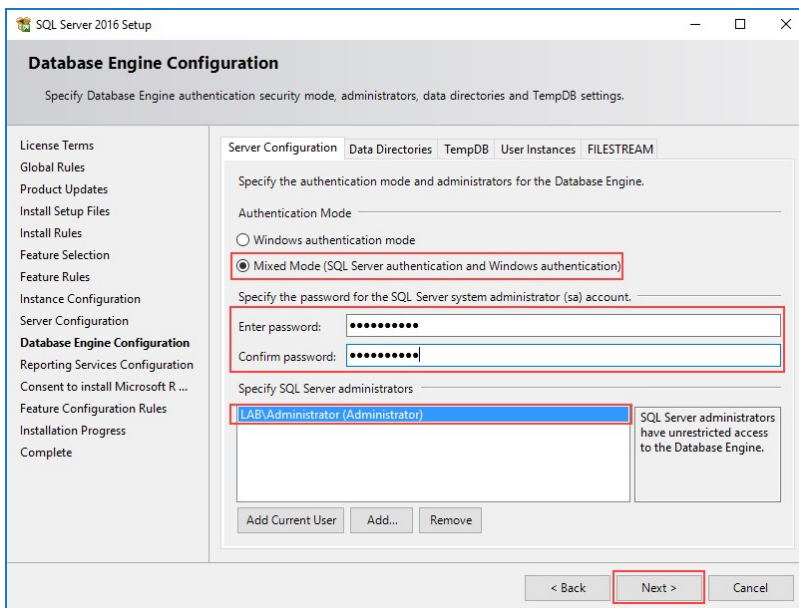 SQL Server 2016 Setup
Database Engine Configuration
Specify Database Engine authentication security mode, administrators, data directories and TempDB settings.
License Terms
Global Rules
Product Updates
Install Setup Files
Install Rules
Feature Selection
Feature Rules
Instance Configuration
Server Configuration
Database Engine Configuration
Reporting Services Configuration
Consent to install Microsoft R ...
Feature Configuration Rules
Installation Progress
Complete
Server Configuration Data Directories TempDB User Instances FILESTREAM
Specify the authentication mode and administrators for the Database Engine.
Authentication Mode
Windows authentication mode
Mixed Mode (SQL Server authentication and Windows authentication)
Specify the password for the SQL Server system administrator (sa) account.
Enter password: ●●●●●●●●●●
Confirm password: ●●●●●●●●●●
Specify SQL Server administrators
LAB\Administrator (Administrator)
SQL Server administrators
have unrestricted access
to the Database Engine.
Add Current User Add... Remove
< Back Next > Cancel